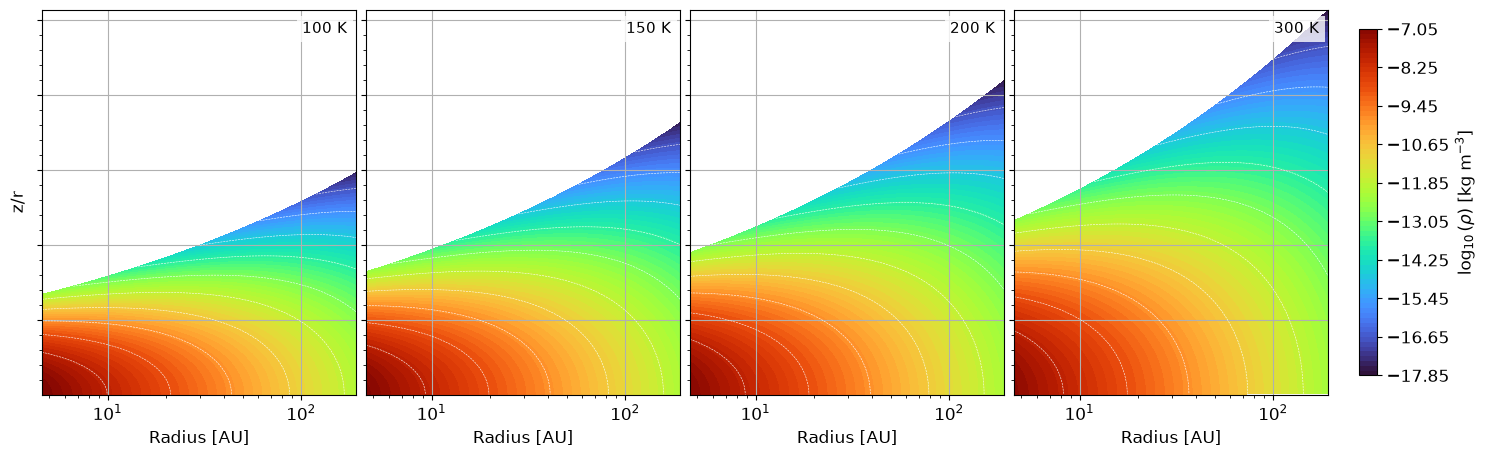 100 K
150 K
200 K
300 K
z/r
10¹ 10²
10¹ 10²
10¹ 10²
10¹ 10²
Radius [AU]
Radius [AU]
Radius [AU]
Radius [AU]
−7.05
−8.25
−9.45
−10.65
−11.85
−13.05
−14.25
−15.45
−16.65
−17.85
log₁₀(ρ) [kg m⁻³]